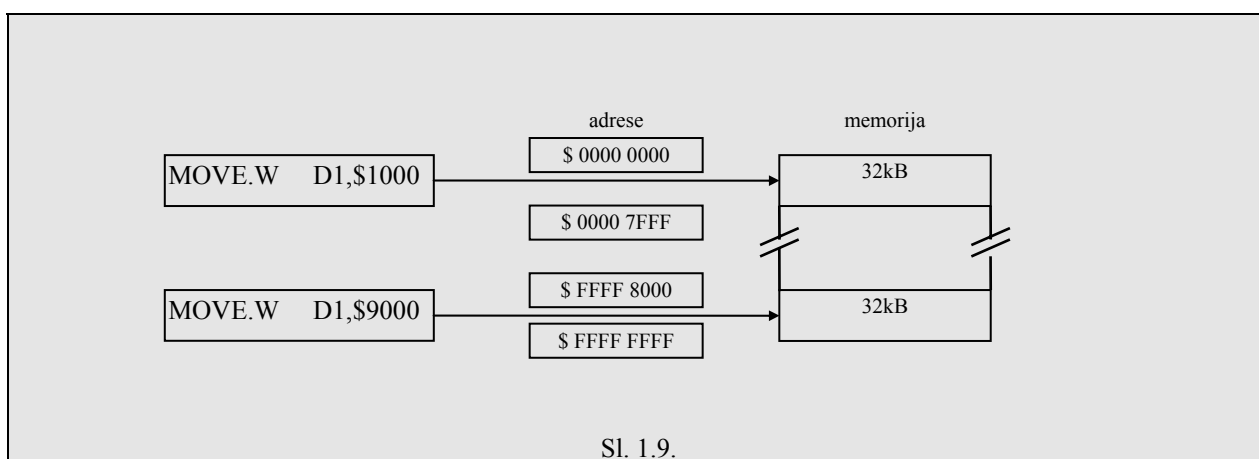 adrese memorija
$ 0000 0000
MOVE.W D1,$1000 32kB
$ 0000 7FFF
$ FFFF 8000
MOVE.W D1,$9000 32kB
$ FFFF FFFF
Sl. 1.9.